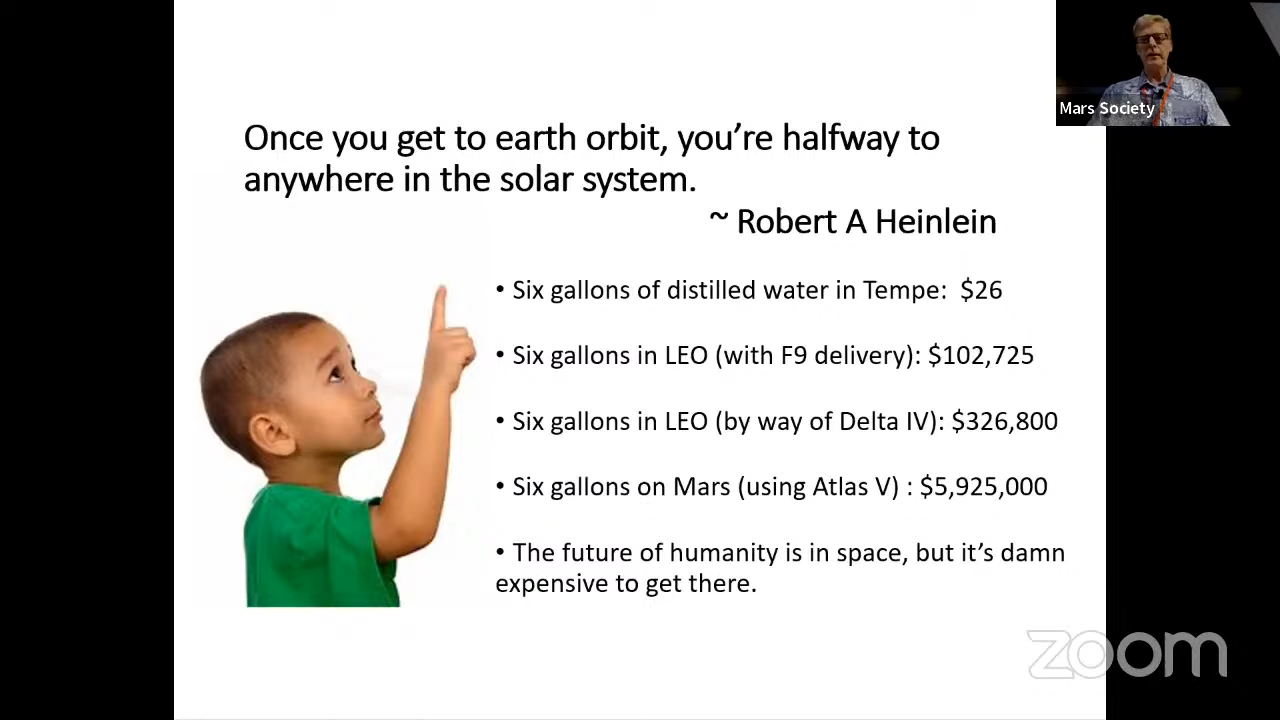 Mars Society
Once you get to earth orbit, you’re halfway to
anywhere in the solar system.
~ Robert A Heinlein
• Six gallons of distilled water in Tempe:  $26
• Six gallons in LEO (with F9 delivery): $102,725
• Six gallons in LEO (by way of Delta IV): $326,800
• Six gallons on Mars (using Atlas V) : $5,925,000
• The future of humanity is in space, but it’s damn
expensive to get there.
zoom